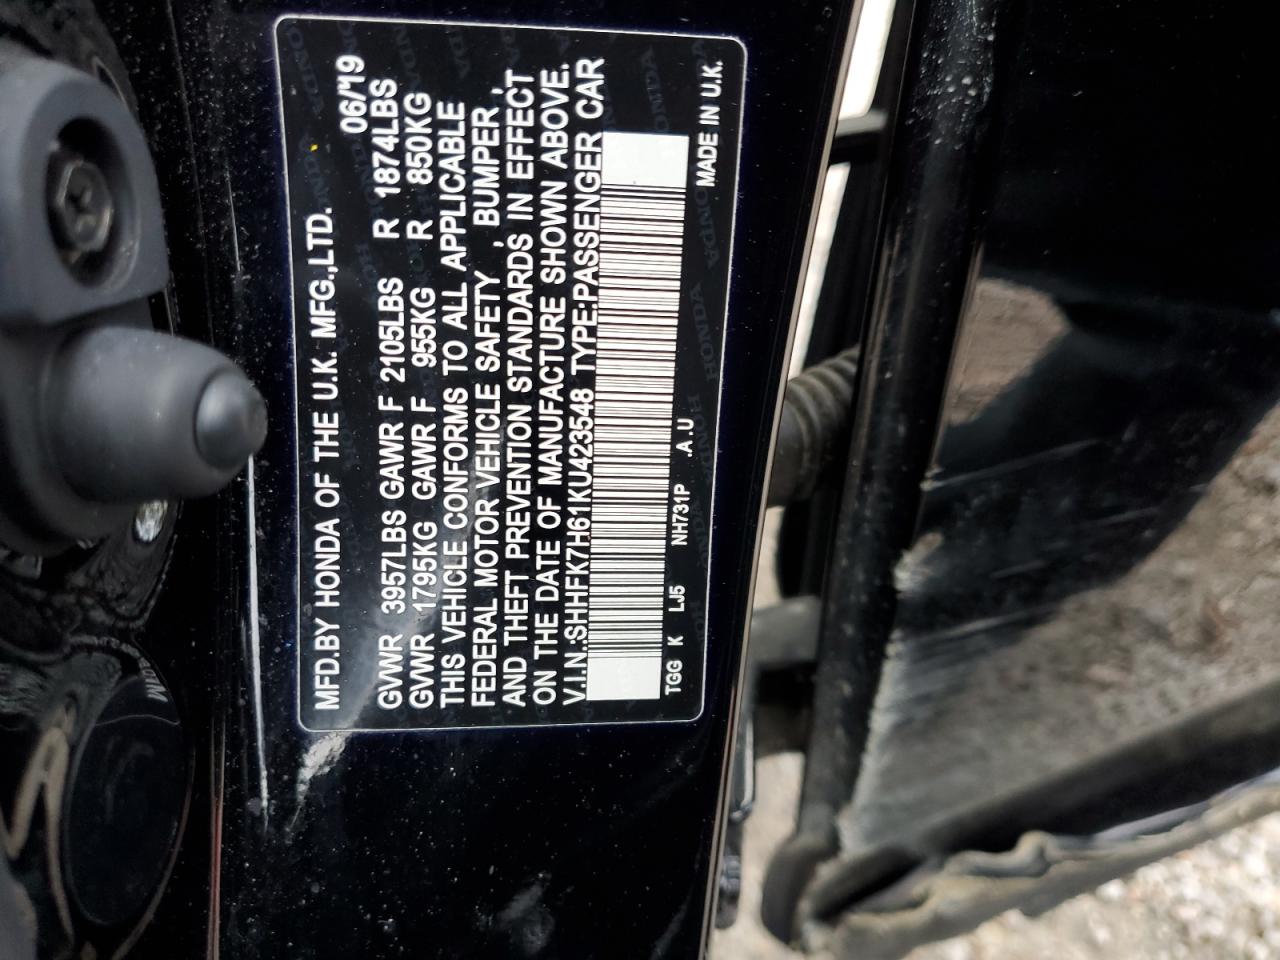 MFD.BY HONDA OF THE U.K. MFG.,LTD. 06/19
GVWR 3957LBS GAWR F 2105LBS R 1874LBS
GVWR 1795KG GAWR F 955KG R 850KG
THIS VEHICLE CONFORMS TO ALL APPLICABLE
FEDERAL MOTOR VEHICLE SAFETY , BUMPER ,
AND THEFT PREVENTION STANDARDS IN EFFECT
ON THE DATE OF MANUFACTURE SHOWN ABOVE.
V.I.N.:SHHFK7H61KU423548 TYPE:PASSENGER CAR
TGG K LJ5 NH731P .A.U MADE IN U.K.